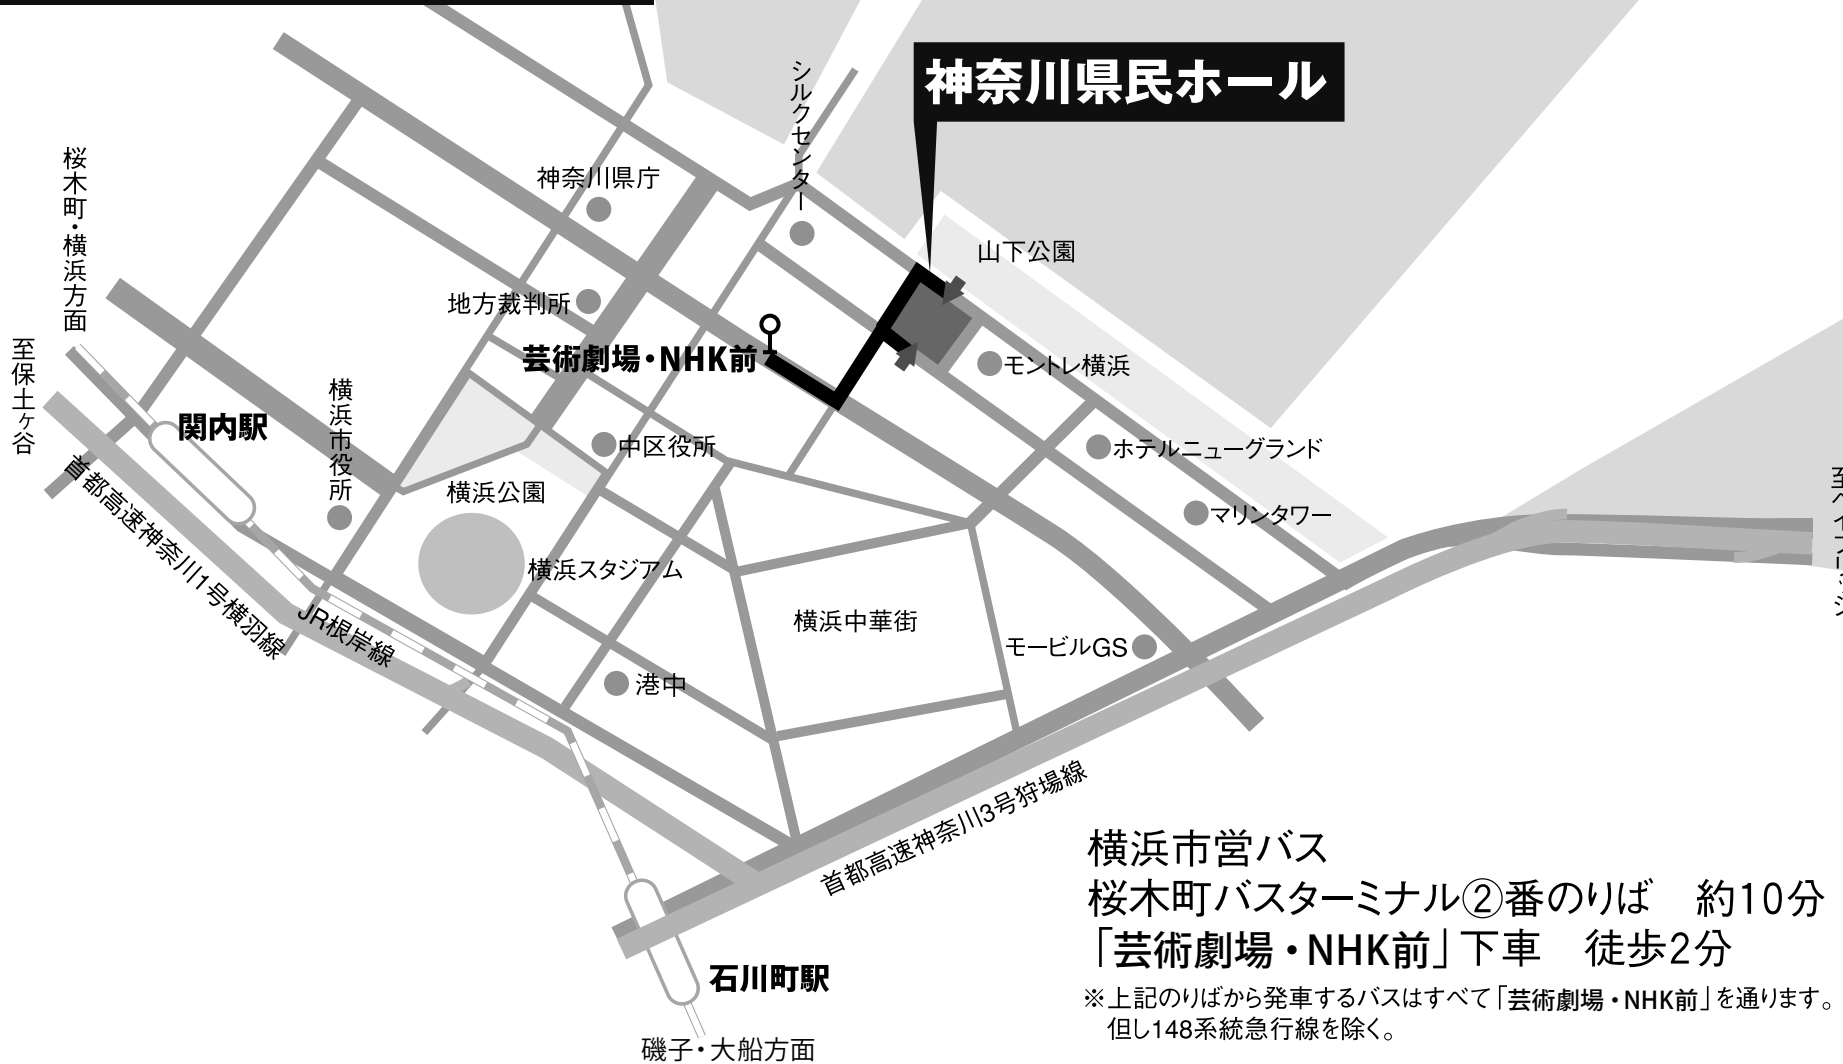 神奈川県民ホール
シルクセンター
神奈川県庁
桜木町・横浜方面
山下公園
地方裁判所
芸術劇場・NHK前
至保土ヶ谷
モントレ横浜
横浜市役所
関内駅
中区役所
ホテルニューグランド
横浜公園
マリンタワー
至ベイブリッジ
首都高速神奈川1号横羽線
横浜スタジアム
JR根岸線
横浜中華街
モービルGS
港中
首都高速神奈川3号狩場線
石川町駅
磯子・大船方面
横浜市営バス
桜木町バスターミナル②番のりば　約10分
「芸術劇場・NHK前」下車　徒歩2分
※上記のりばから発車するバスはすべて「芸術劇場・NHK前」を通ります。
但し148系統急行線を除く。